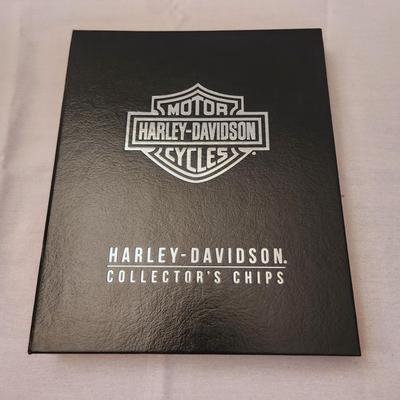 MOTOR
HARLEY-DAVIDSON
CYCLES®
HARLEY-DAVIDSON.
COLLECTOR'S CHIPS